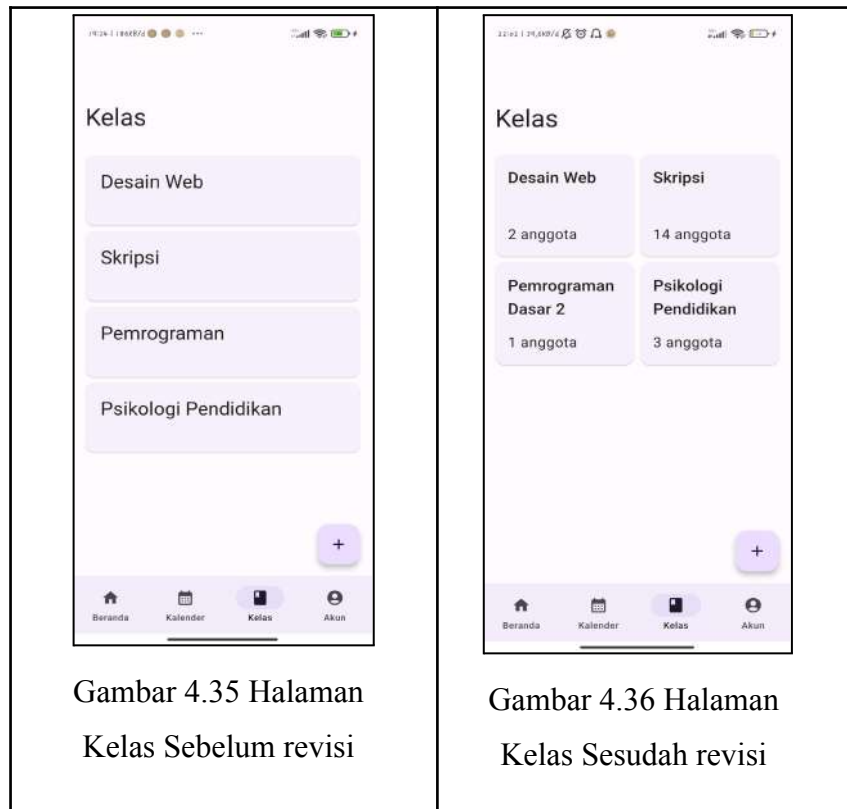 Kelas
Desain Web
Skripsi
Pemrograman
Psikologi Pendidikan
+
Beranda Kalender Kelas Akun
Gambar 4.35 Halaman
Kelas Sebelum revisi
Kelas
Desain Web
2 anggota
Skripsi
14 anggota
Pemrograman
Dasar 2
1 anggota
Psikologi
Pendidikan
3 anggota
+
Beranda Kalender Kelas Akun
Gambar 4.36 Halaman
Kelas Sesudah revisi